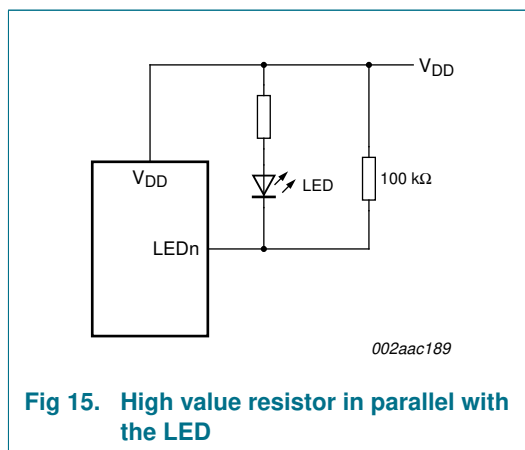 VDD
VDD
LED
100 kΩ
LEDn
002aac189
Fig 15. High value resistor in parallel with
the LED